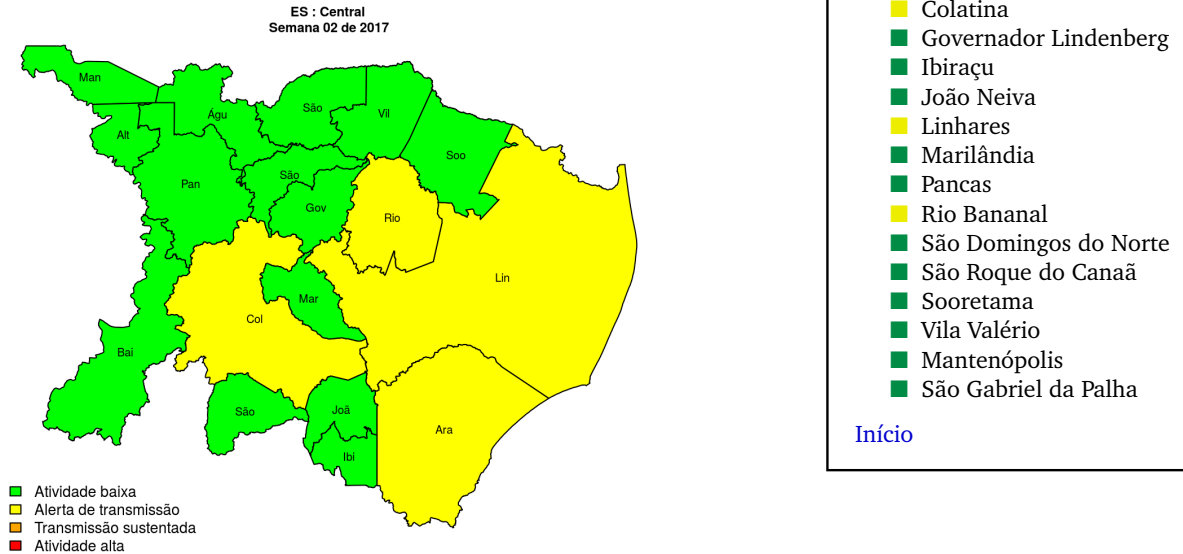 ES : Central
Semana 02 de 2017
Man
Águ
São
Vil
Alt
Soo
Pan
São
Gov
Rio
Lin
Mar
Col
Bai
São
Joã
Ara
Ibi
Atividade baixa
Alerta de transmissão
Transmissão sustentada
Atividade alta
Colatina
Governador Lindenberg
Ibiraçu
João Neiva
Linhares
Marilândia
Pancas
Rio Bananal
São Domingos do Norte
São Roque do Canaã
Sooretama
Vila Valério
Mantenópolis
São Gabriel da Palha
Início